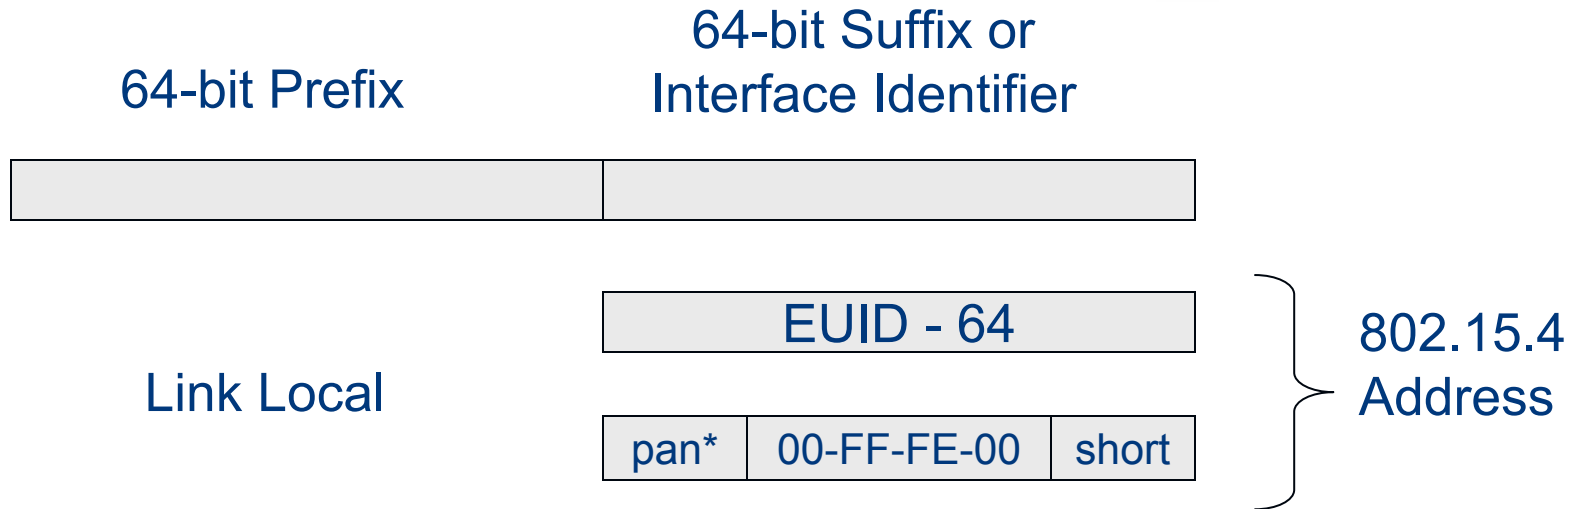 64-bit Prefix
64-bit Suffix or
Interface Identifier
EUID - 64
Link Local
pan* 00-FF-FE-00 short
802.15.4
Address